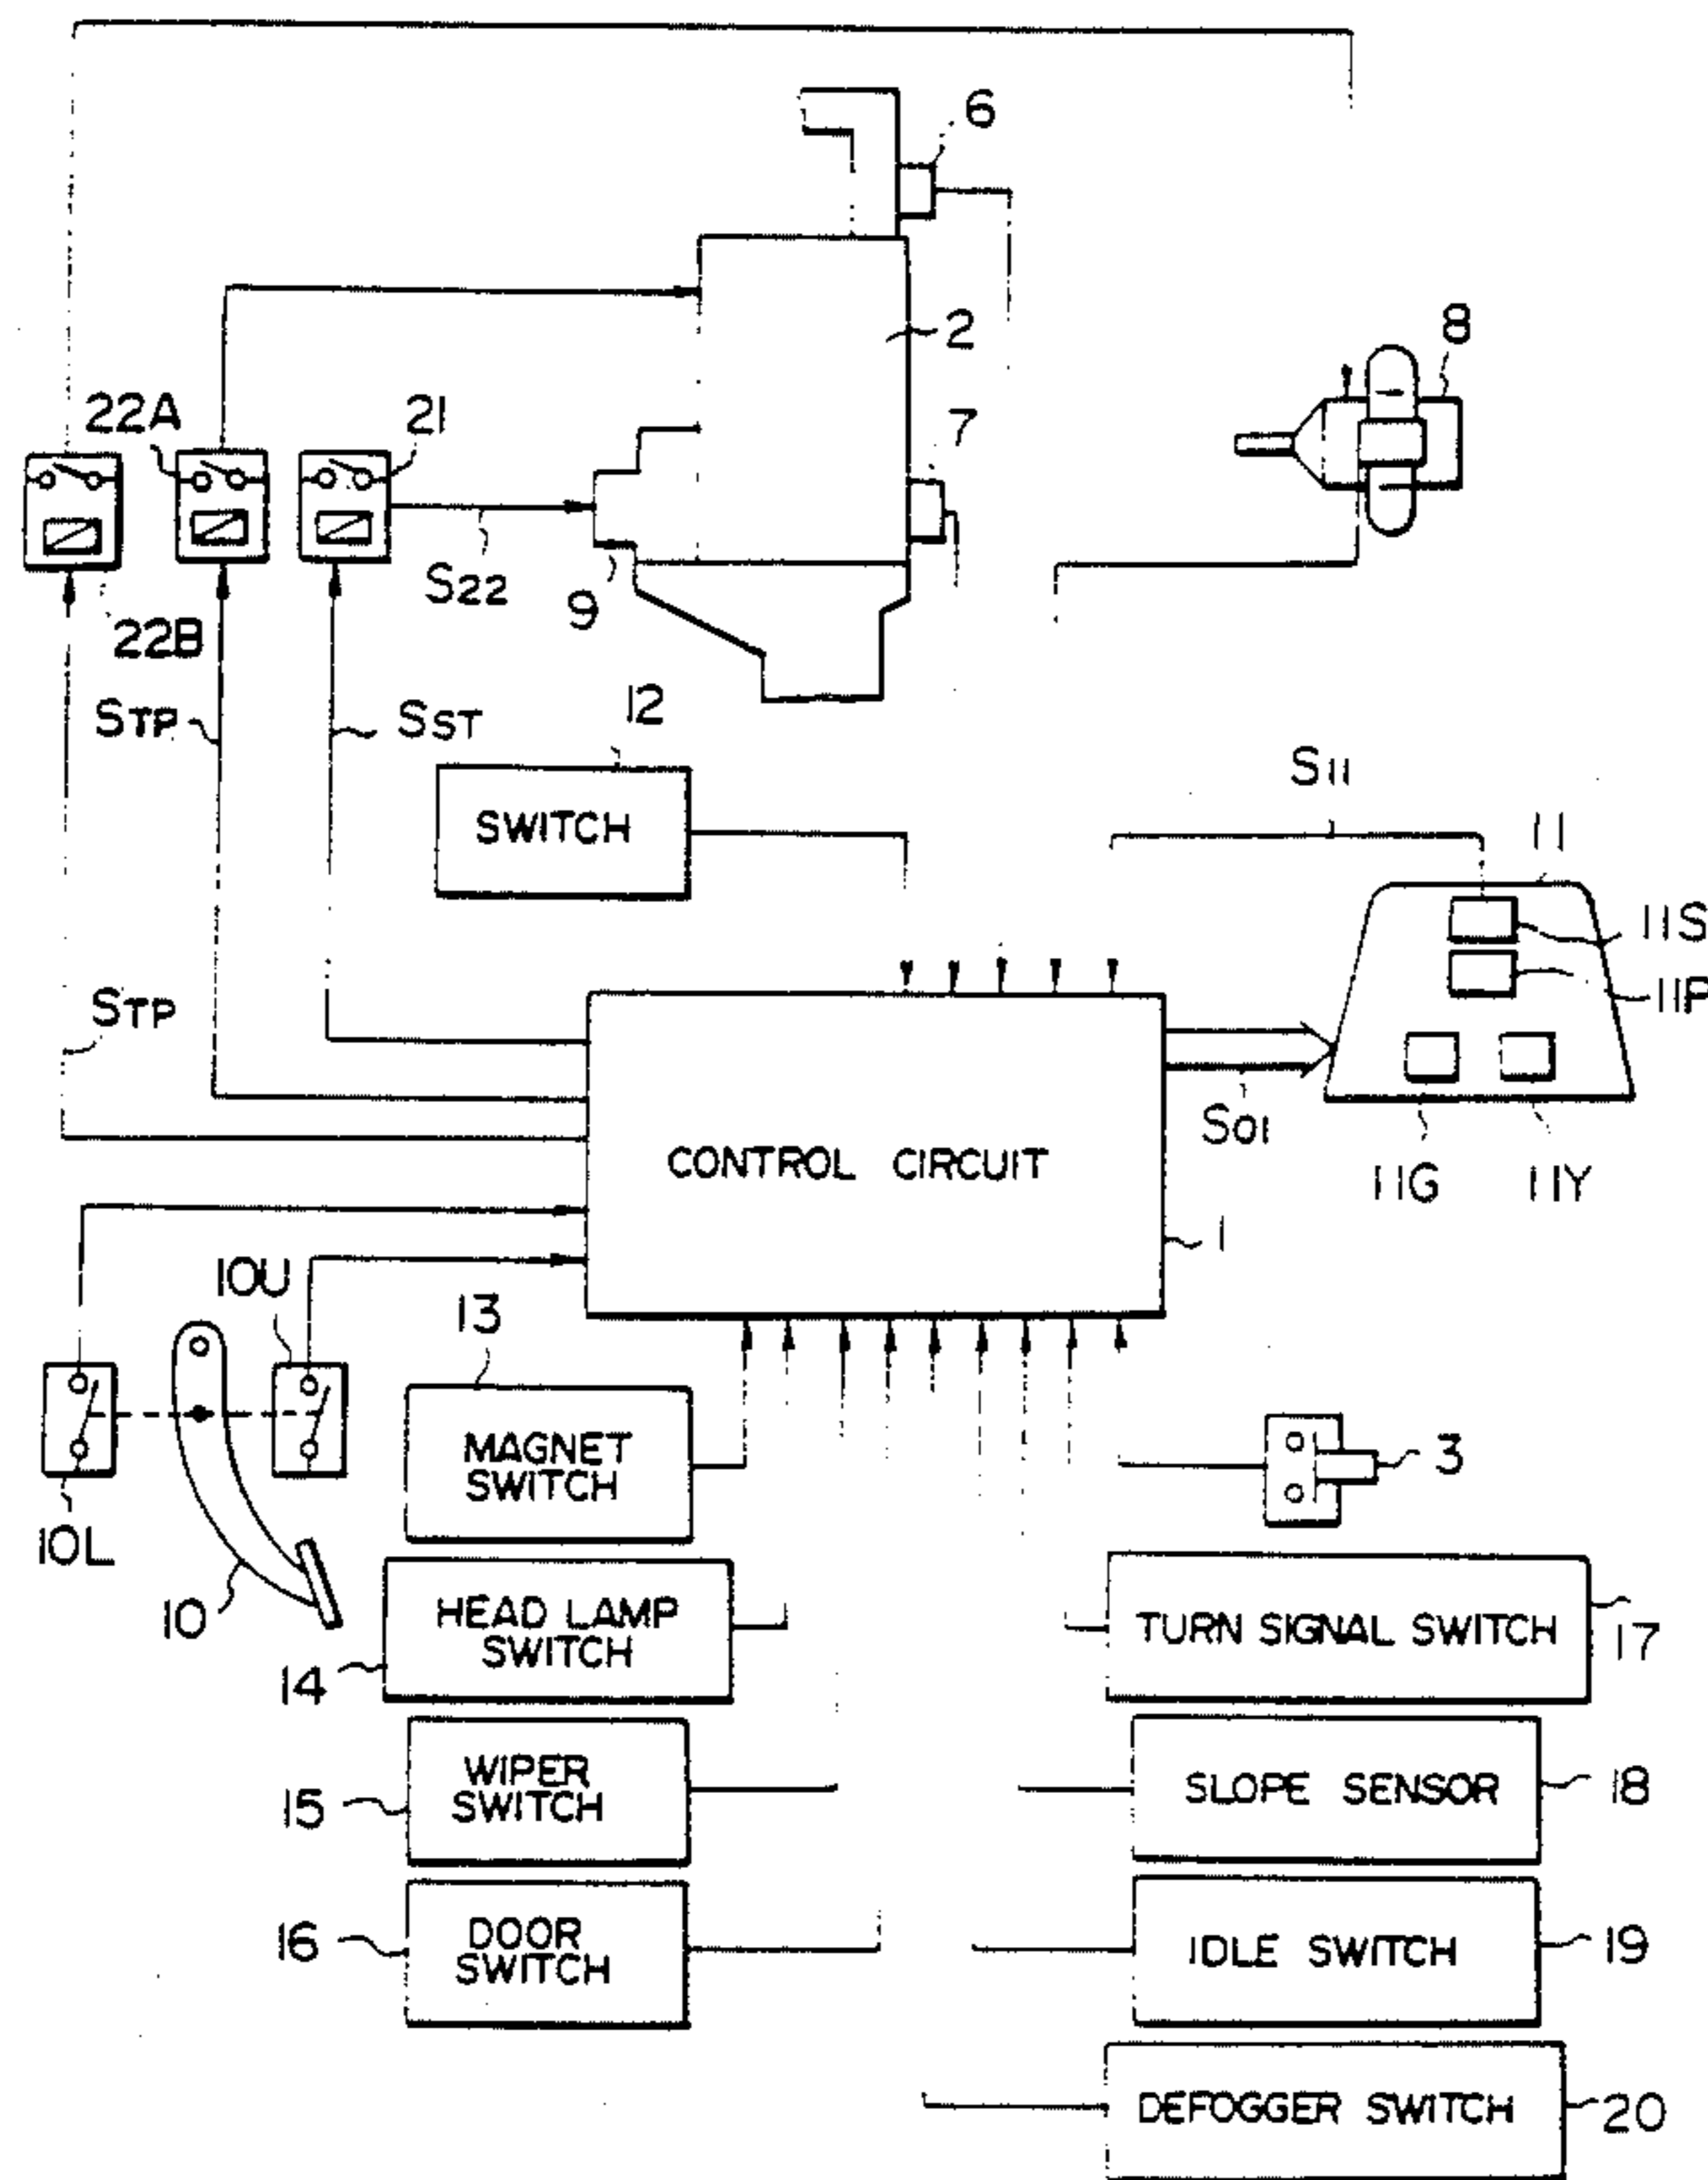 6
2
8
22A
21
7
S22
9
22B
12
STP
SST
SWITCH
S11
11
11S
11P
STP
CONTROL CIRCUIT
S01
11G
11Y
1
10U
13
MAGNET
SWITCH
3
10L
10
HEAD LAMP
SWITCH
14
TURN SIGNAL SWITCH
17
WIPER
SWITCH
15
SLOPE SENSOR
18
DOOR
SWITCH
16
IDLE SWITCH
19
DEFOGGER SWITCH
20